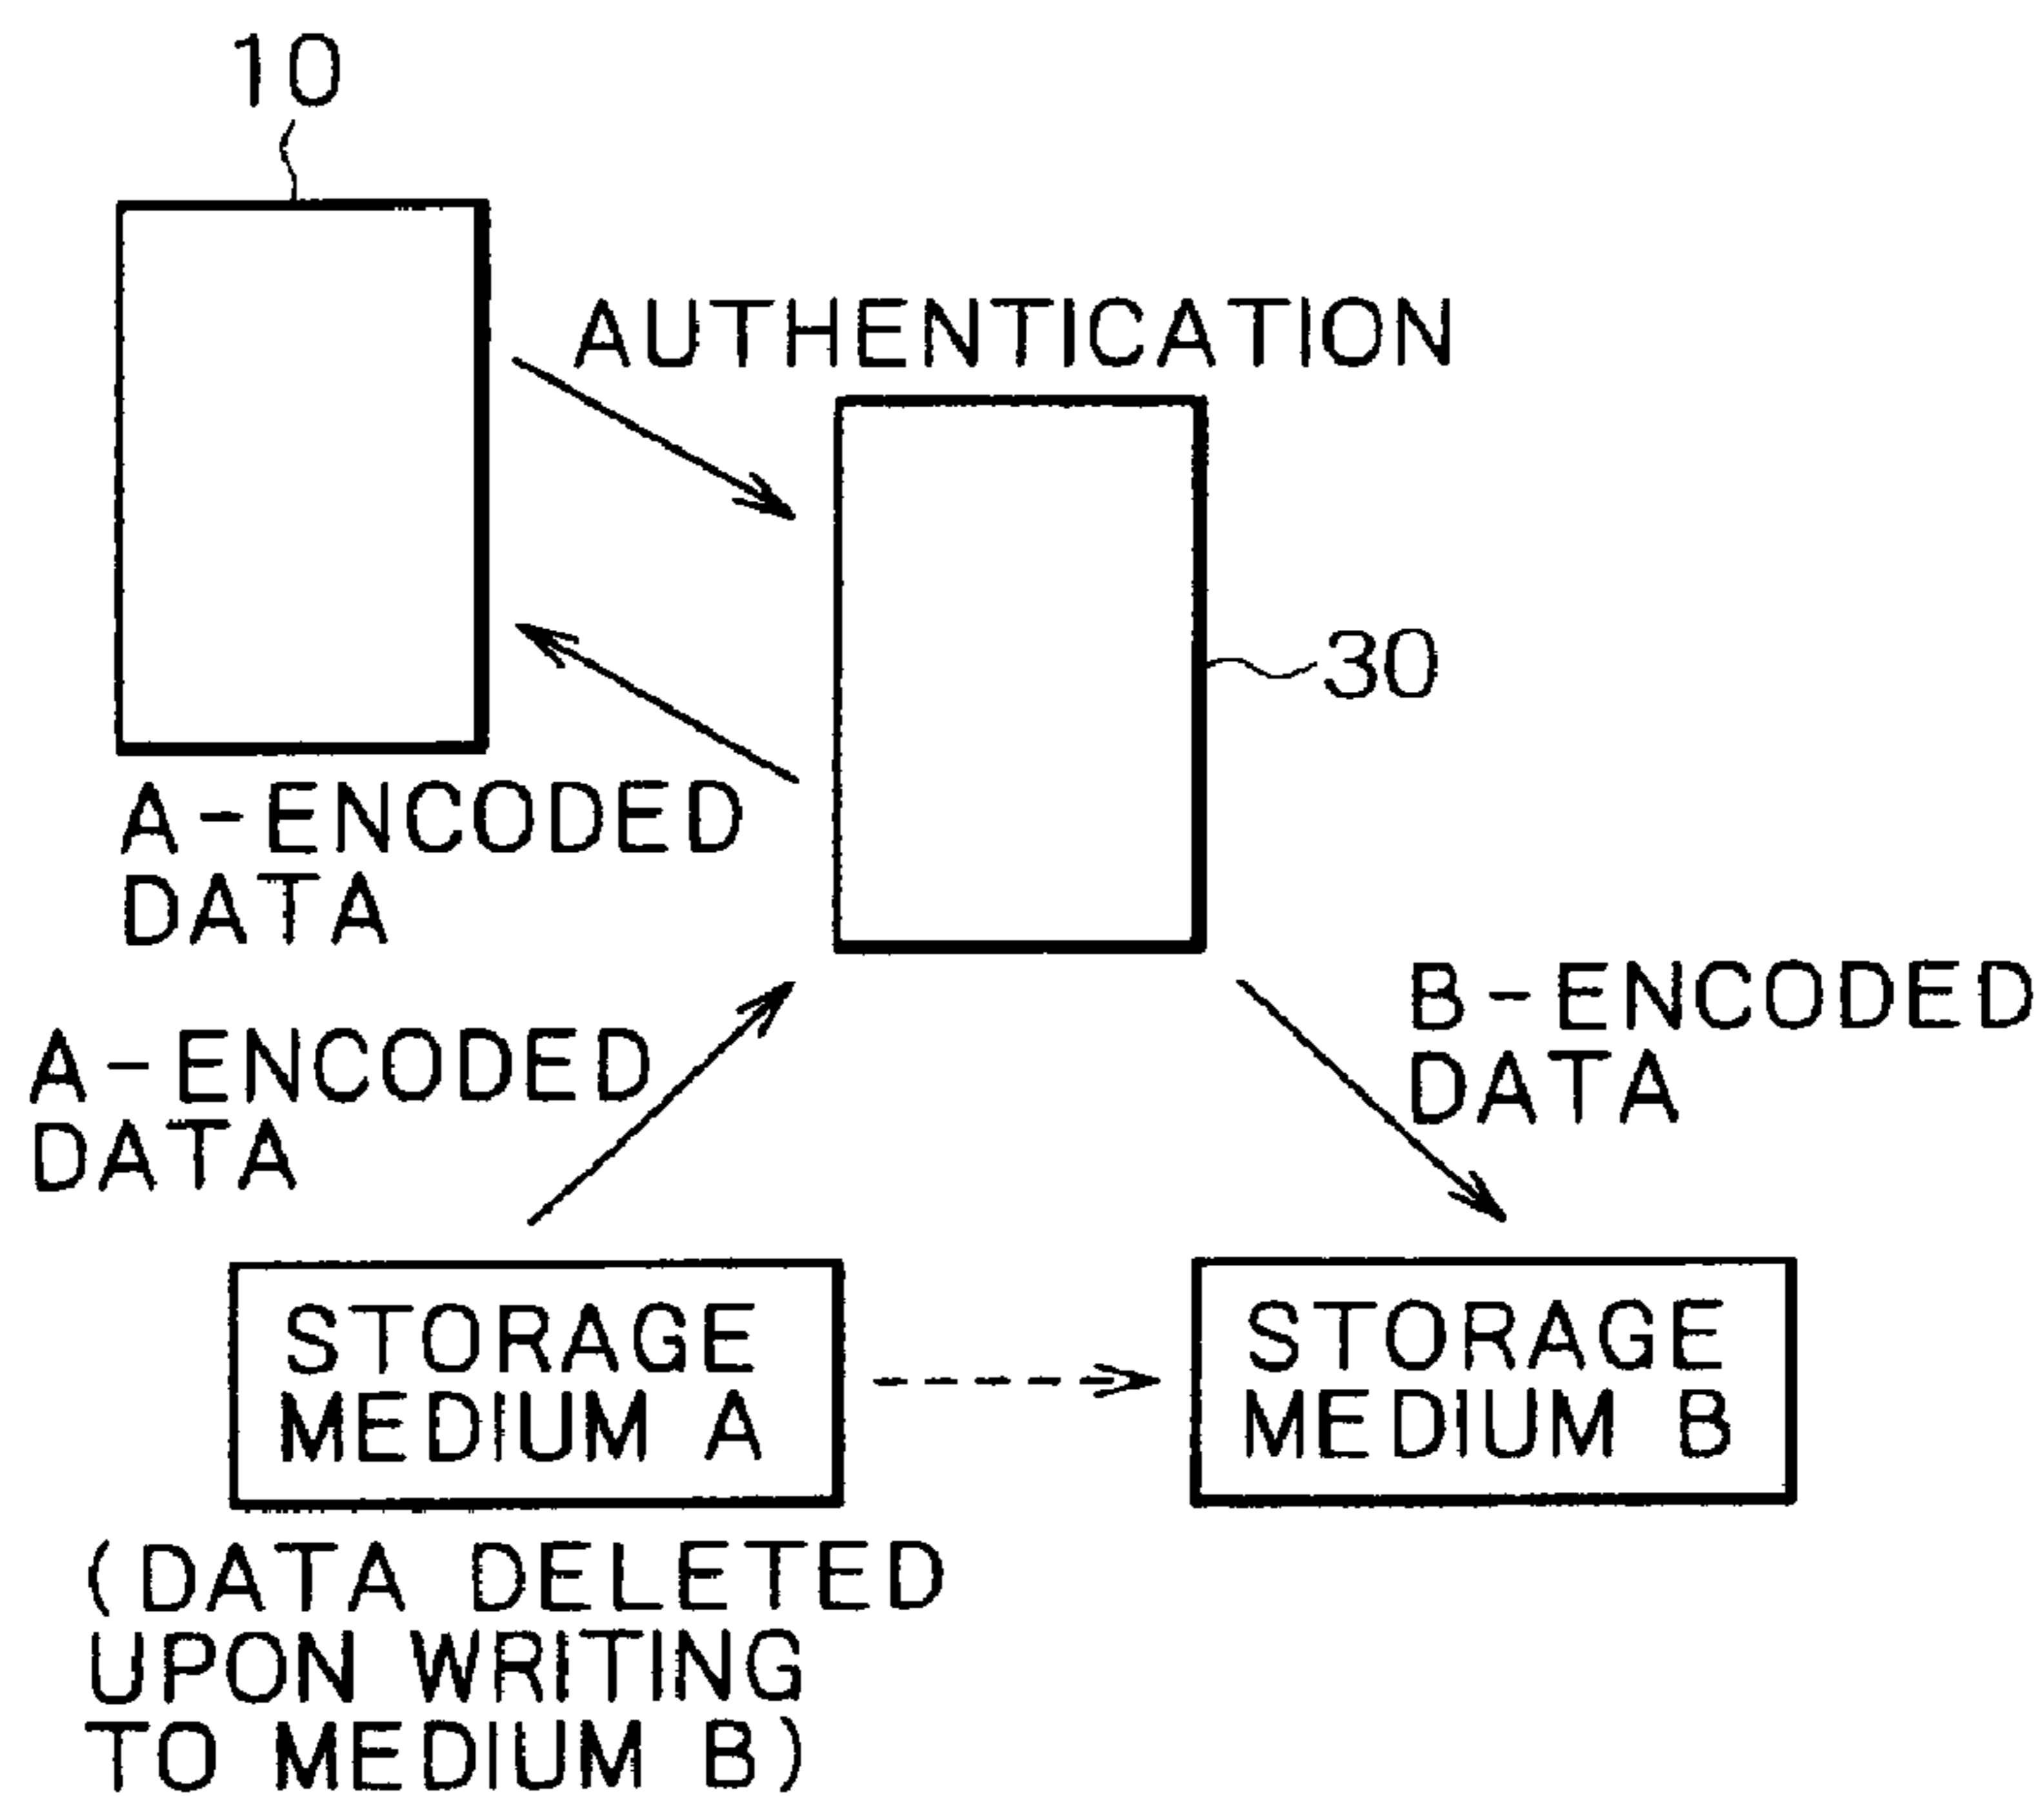 10
AUTHENTICATION
30
A-ENCODED
DATA
A-ENCODED
DATA
B-ENCODED
DATA
STORAGE
MEDIUM A
STORAGE
MEDIUM B
(DATA DELETED
UPON WRITING
TO MEDIUM B)